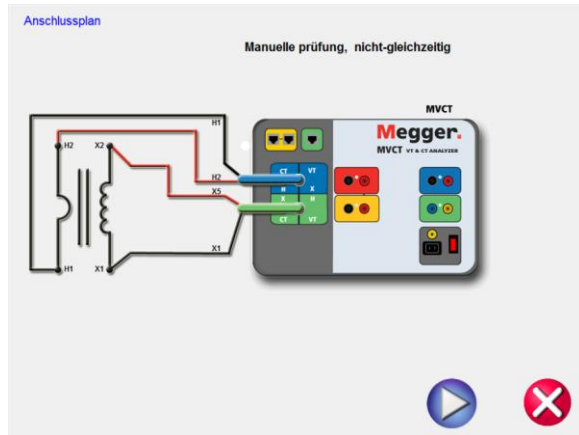 Anschlussplan
Manuelle prüfung, nicht-gleichzeitig
MVCT
Megger.
MVCT VT & CT ANALYZER
H1
H2
X2
CT VT
H2
H X
X5
X H
X1
CT VT
H1
X1